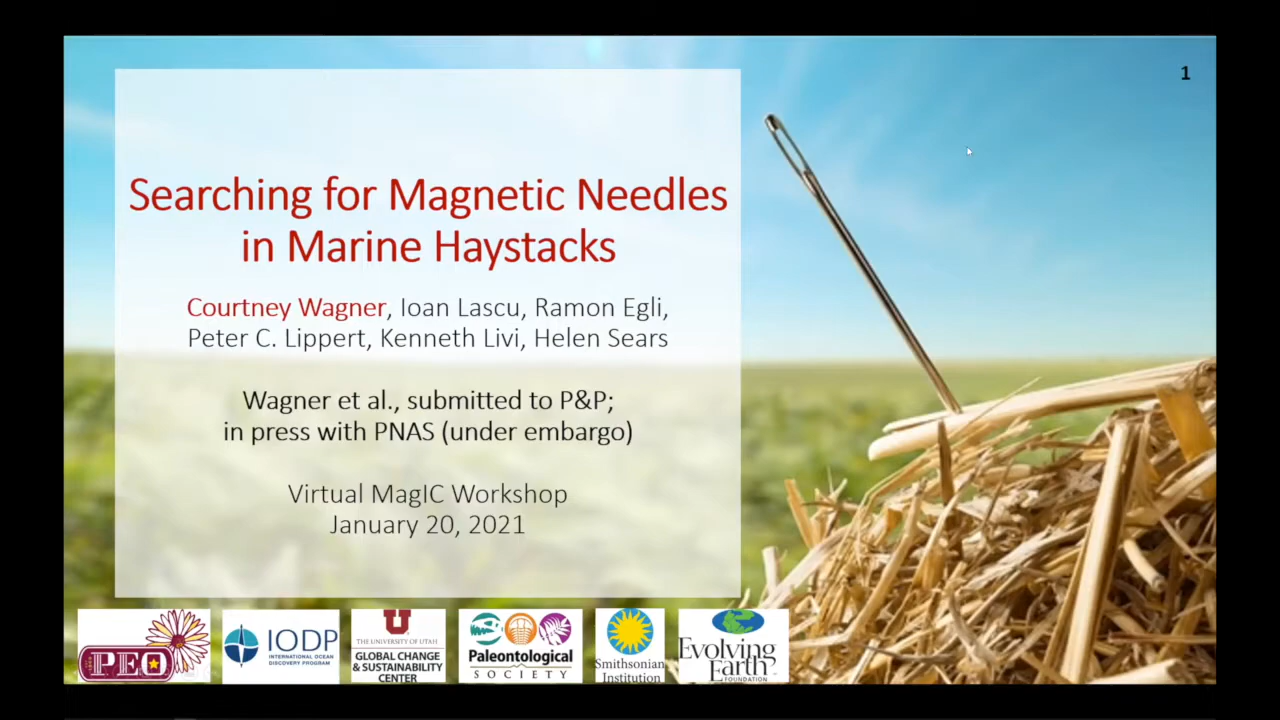 1
Searching for Magnetic Needles
in Marine Haystacks
Courtney Wagner, Ioan Lascu, Ramon Egli,
Peter C. Lippert, Kenneth Livi, Helen Sears
Wagner et al., submitted to P&P;
in press with PNAS (under embargo)
Virtual MagIC Workshop
January 20, 2021
PEO
IODP
INTERNATIONAL OCEAN
DISCOVERY PROGRAM
U
THE UNIVERSITY OF UTAH
GLOBAL CHANGE
& SUSTAINABILITY
CENTER
Paleontological
SOCIETY
Smithsonian
Institution
Evolving
Earth
FOUNDATION